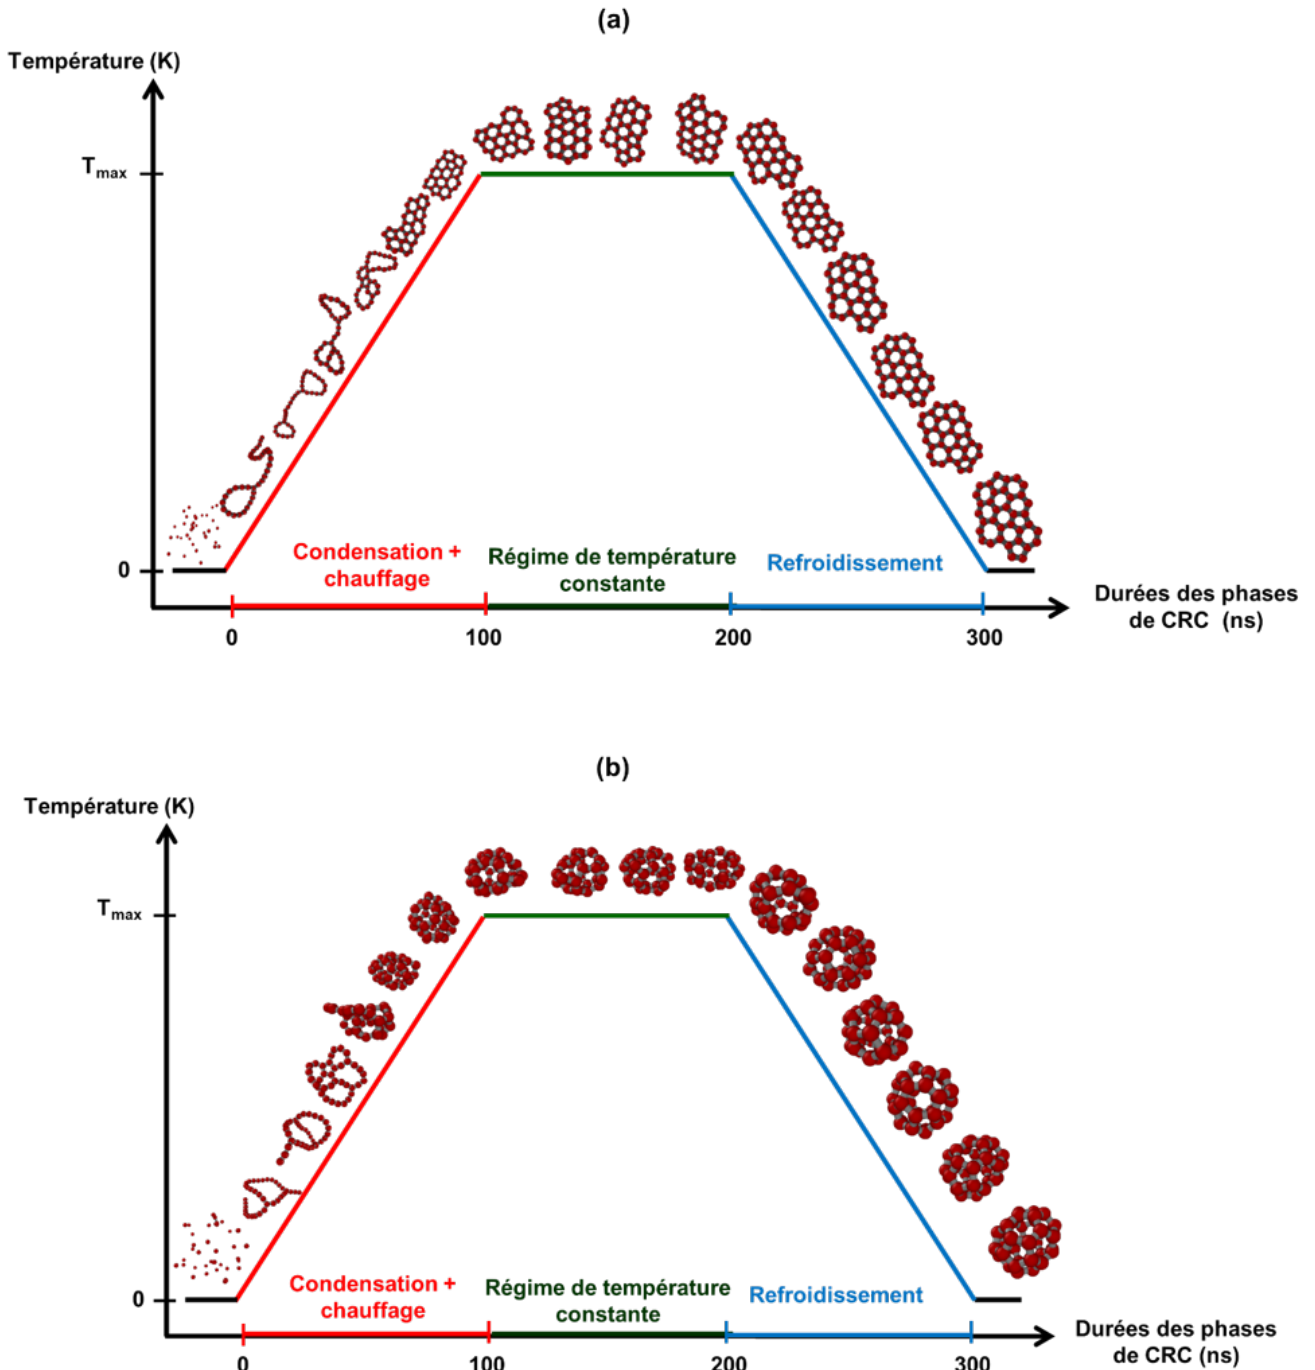 (a)
Température (K)
T max
0
Condensation +
chauffage
Régime de température
constante
Refroidissement
0
100
200
300
Durées des phases
de CRC (ns)
(b)
Température (K)
T max
0
Condensation +
chauffage
Régime de température
constante
Refroidissement
0
100
200
300
Durées des phases
de CRC (ns)